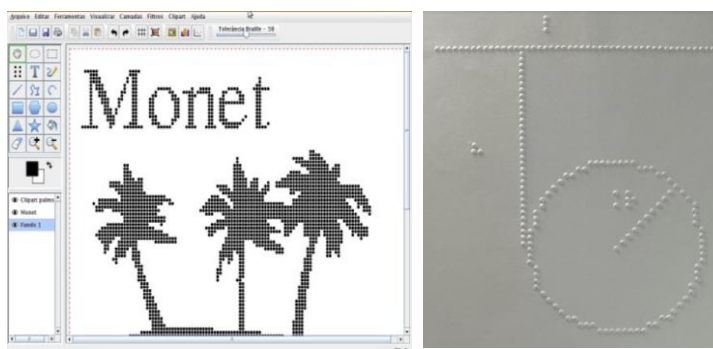 Arquivo Editar Ferramentas Visualizar Camadas Filtros Clipart Ajuda
Tolerância Braille - 50
Monet
Clipart palme
Monet
Fundo 1